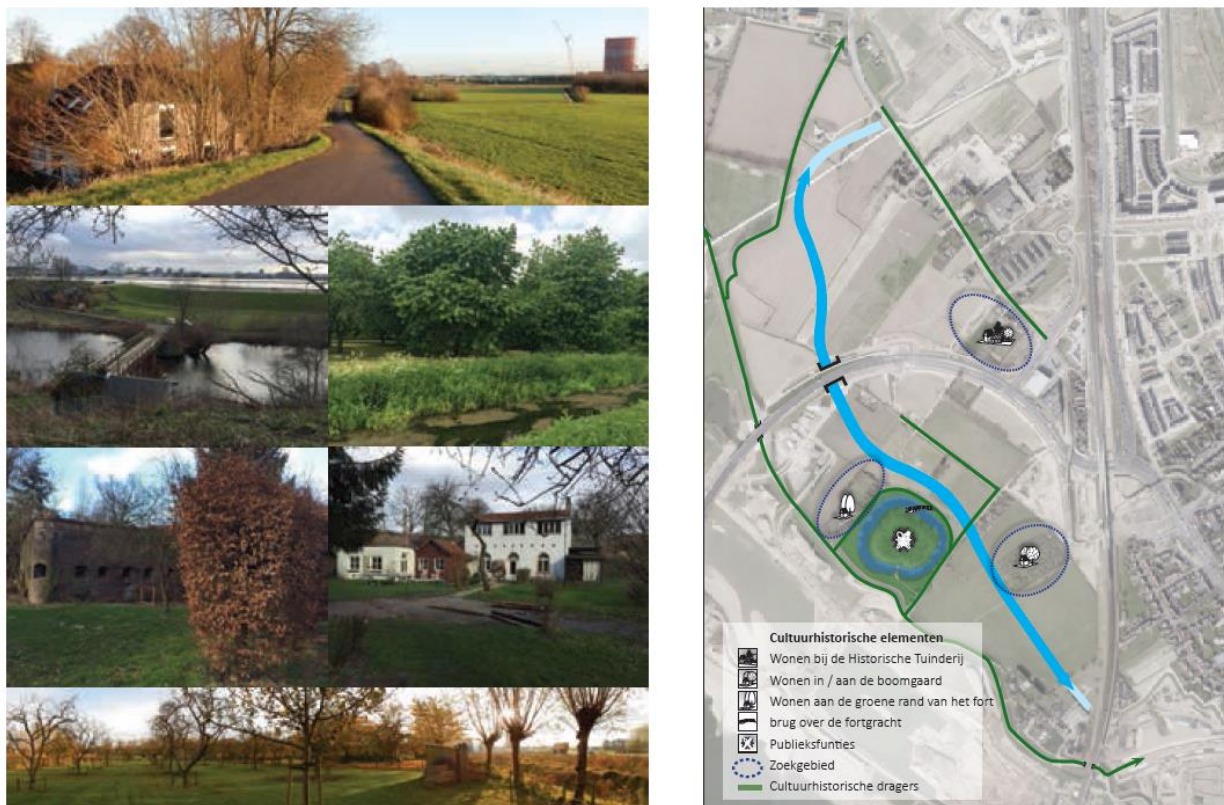 Cultuurhistorische elementen
Wonen bij de Historische Tuinderij
Wonen in / aan de boomgaard
Wonen aan de groene rand van het fort
brug over de fortgracht
Publieksfunties
Zoekgebied
Cultuurhistorische dragers